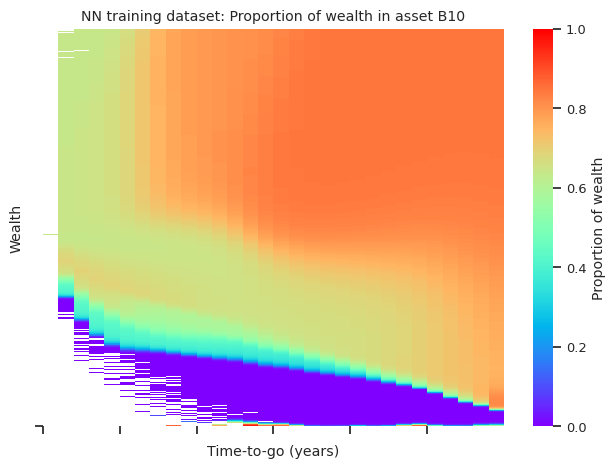 NN training dataset: Proportion of wealth in asset B10
Wealth
Time-to-go (years)
1.0
0.8
0.6
0.4
0.2
0.0
Proportion of wealth